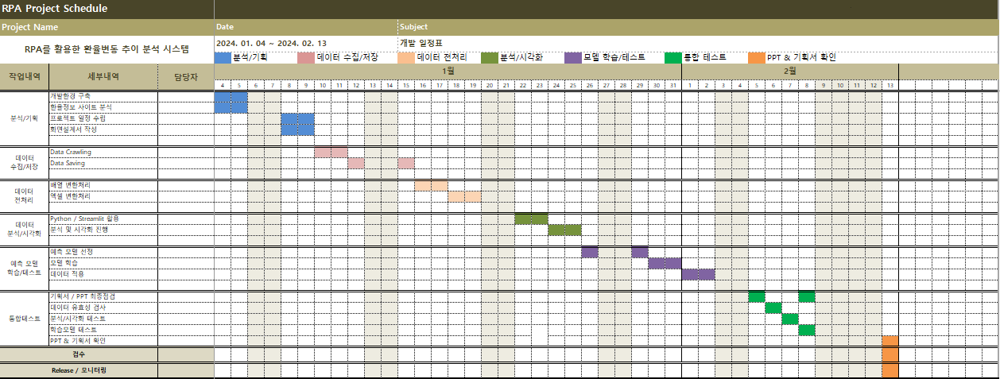 RPA Project Schedule
Project Name Date Subject
RPA를 활용한 환율변동 추이 분석 시스템
2024. 01. 04 ~ 2024. 02. 13 개발 일정표
분석/기획 데이터 수집/저장 데이터 전처리 분석/시각화 모델 학습/테스트 통합 테스트 PPT & 기획서 확인
작업내역 세부내역 담당자 1월 2월
4 5 6 7 8 9 10 11 12 13 14 15 16 17 18 19 20 21 22 23 24 25 26 27 28 29 30 31 1 2 3 4 5 6 7 8 9 10 11 12 13
분석/기획
개발환경 구축
환율정보 사이트 분석
프로젝트 일정 수립
화면설계서 작성
데이터
수집/저장
Data Crawling
Data Saving
데이터
전처리
배열 변환처리
엑셀 변환처리
데이터
분석/시각화
Python / Streamlit 활용
분석 및 시각화 진행
예측 모델
학습/테스트
예측 모델 선정
모델 학습
데이터 적용
통합테스트
기획서 / PPT 최종점검
데이터 유효성 검사
분석/시각화 테스트
학습모델 테스트
PPT & 기획서 확인
검수
Release / 모니터링